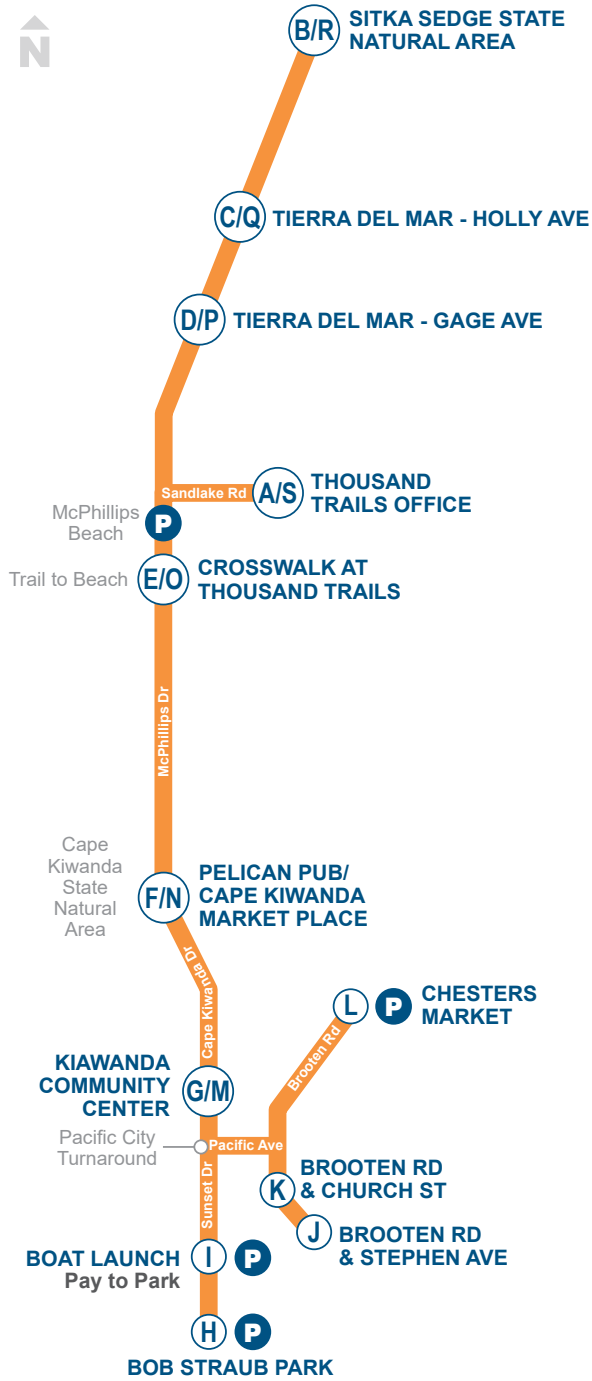 N
B/R
SITKA SEDGE STATE
NATURAL AREA
C/Q
TIERRA DEL MAR - HOLLY AVE
D/P
TIERRA DEL MAR - GAGE AVE
Sandlake Rd
A/S
THOUSAND
TRAILS OFFICE
McPhillips
Beach
P
Trail to Beach
E/O
CROSSWALK AT
THOUSAND TRAILS
McPhillips Dr
Cape
Kiwanda
State
Natural
Area
F/N
PELICAN PUB/
CAPE KIWANDA
MARKET PLACE
Cape Kiwanda Dr
L
P
CHESTERS
MARKET
Brooten Rd
KIAWANDA
COMMUNITY
CENTER
G/M
Pacific City
Turnaround
Pacific Ave
Sunset Dr
K
BROOTEN RD
& CHURCH ST
J
BROOTEN RD
& STEPHEN AVE
BOAT LAUNCH
Pay to Park
I
P
H
P
BOB STRAUB PARK